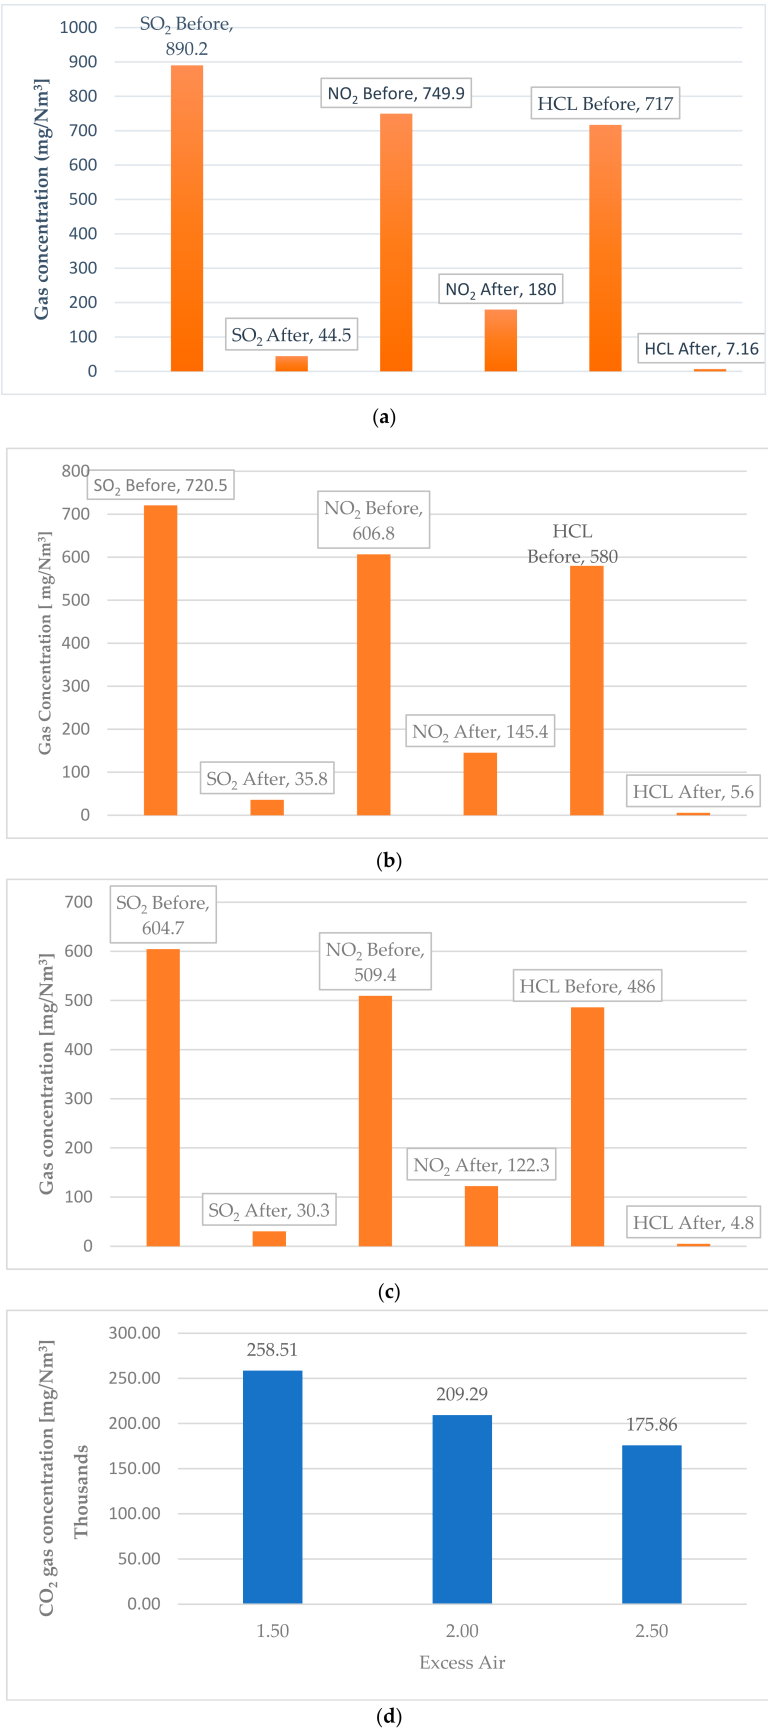 1000
900
800
700
600
500
400
300
200
100
0
Gas concentration (mg/Nm³)
SO₂ Before,
890.2
SO₂ After, 44.5
NO₂ Before, 749.9
NO₂ After, 180
HCL Before, 717
HCL After, 7.16
(a)
800
700
600
500
400
300
200
100
0
Gas Concentration [ mg/Nm³]
SO₂ Before, 720.5
SO₂ After, 35.8
NO₂ Before,
606.8
NO₂ After, 145.4
HCL
Before, 580
HCL After, 5.6
(b)
700
600
500
400
300
200
100
0
Gas concentration [mg/Nm³]
SO₂ Before,
604.7
SO₂ After, 30.3
NO₂ Before,
509.4
NO₂ After, 122.3
HCL Before, 486
HCL After, 4.8
(c)
300.00
250.00
200.00
150.00
100.00
50.00
0.00
CO₂ gas concentration [mg/Nm³]
Thousands
258.51
209.29
175.86
1.50
2.00
2.50
Excess Air
(d)